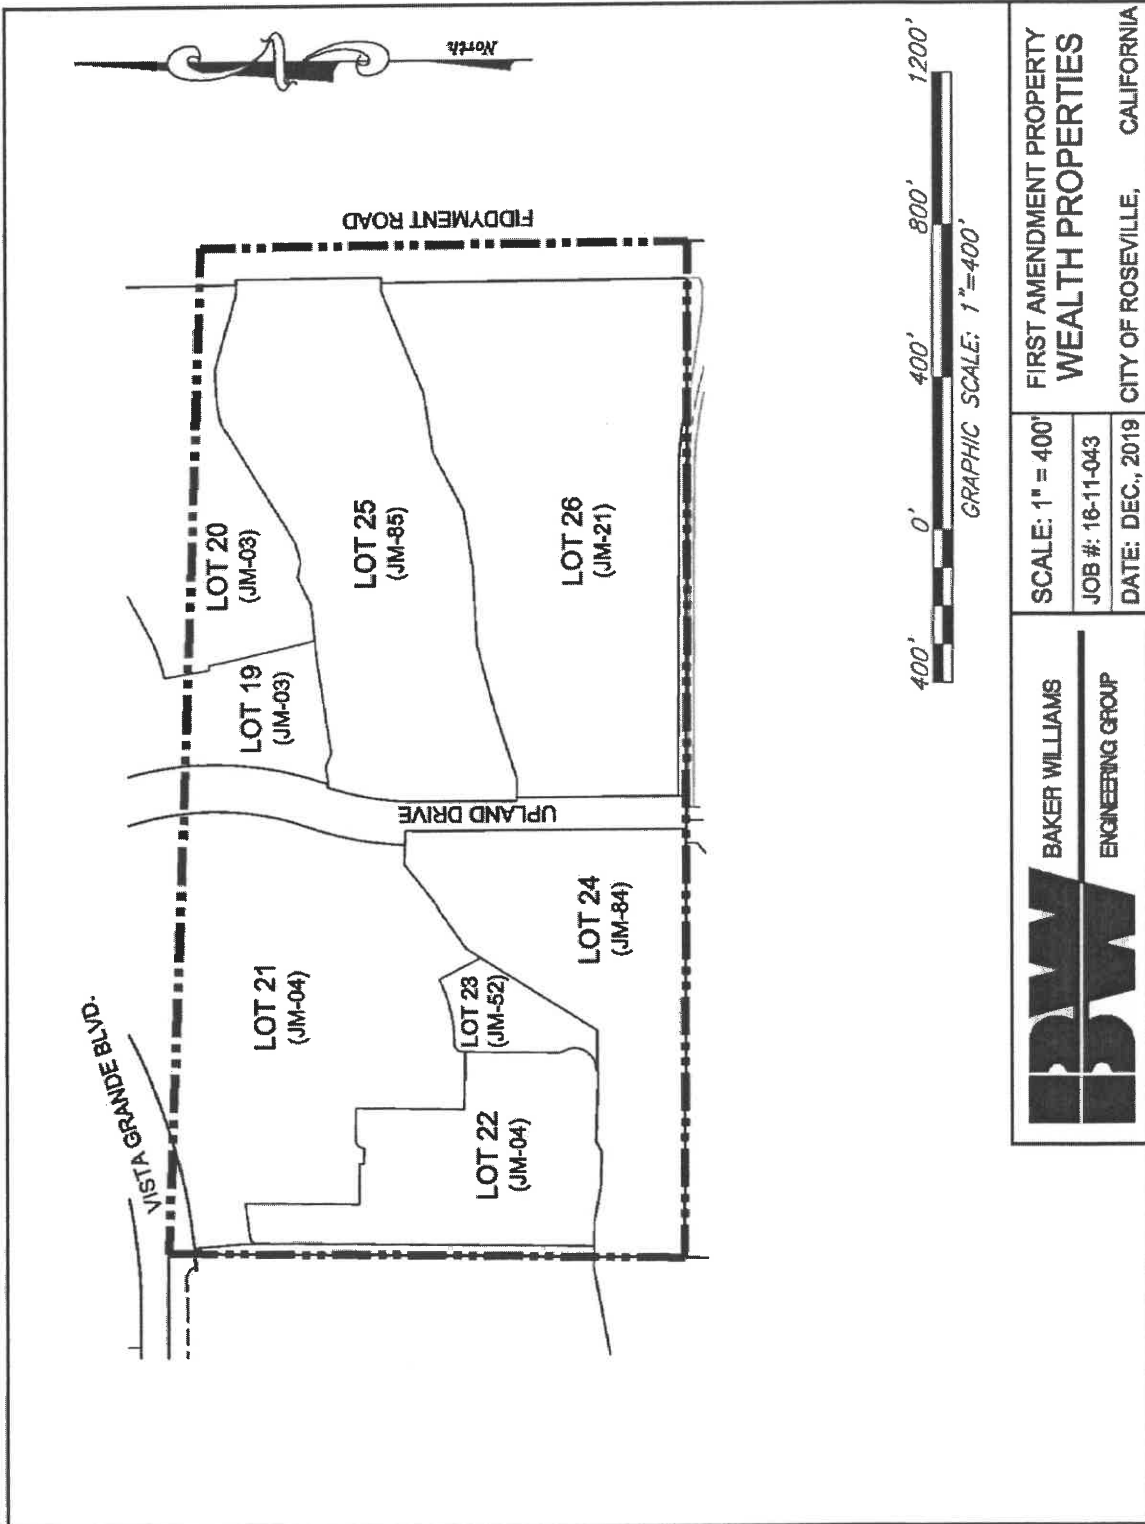 North
VISTA GRANDE BLVD.
FIDDYMENT ROAD
UPLAND DRIVE
LOT 21
(JM-04)
LOT 19
(JM-03)
LOT 20
(JM-03)
LOT 25
(JM-85)
LOT 22
(JM-04)
LOT 23
(JM-52)
LOT 24
(JM-84)
LOT 26
(JM-21)
400' 0' 400' 800' 1200'
GRAPHIC SCALE: 1"=400'
BW
BAKER WILLIAMS
ENGINEERING GROUP
SCALE: 1" = 400'
JOB #: 16-11-043
DATE: DEC., 2019
FIRST AMENDMENT PROPERTY
WEALTH PROPERTIES
CITY OF ROSEVILLE, CALIFORNIA